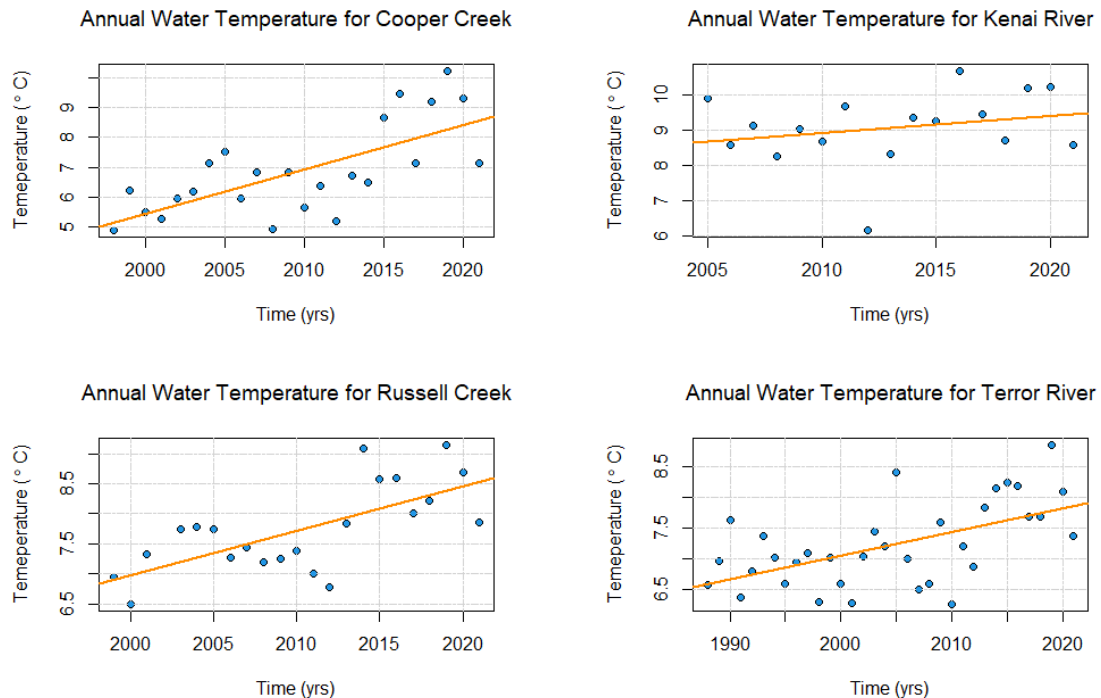 Annual Water Temperature for Cooper Creek
Temeperature ( ° C)
9
8
7
6
5
2000 2005 2010 2015 2020
Time (yrs)
Annual Water Temperature for Kenai River
Temeperature ( ° C)
10
9
8
6
2005 2010 2015 2020
Time (yrs)
Annual Water Temperature for Russell Creek
Temeperature ( ° C)
8.5
7.5
6.5
2000 2005 2010 2015 2020
Time (yrs)
Annual Water Temperature for Terror River
Temeperature ( ° C)
8.5
7.5
6.5
1990 2000 2010 2020
Time (yrs)